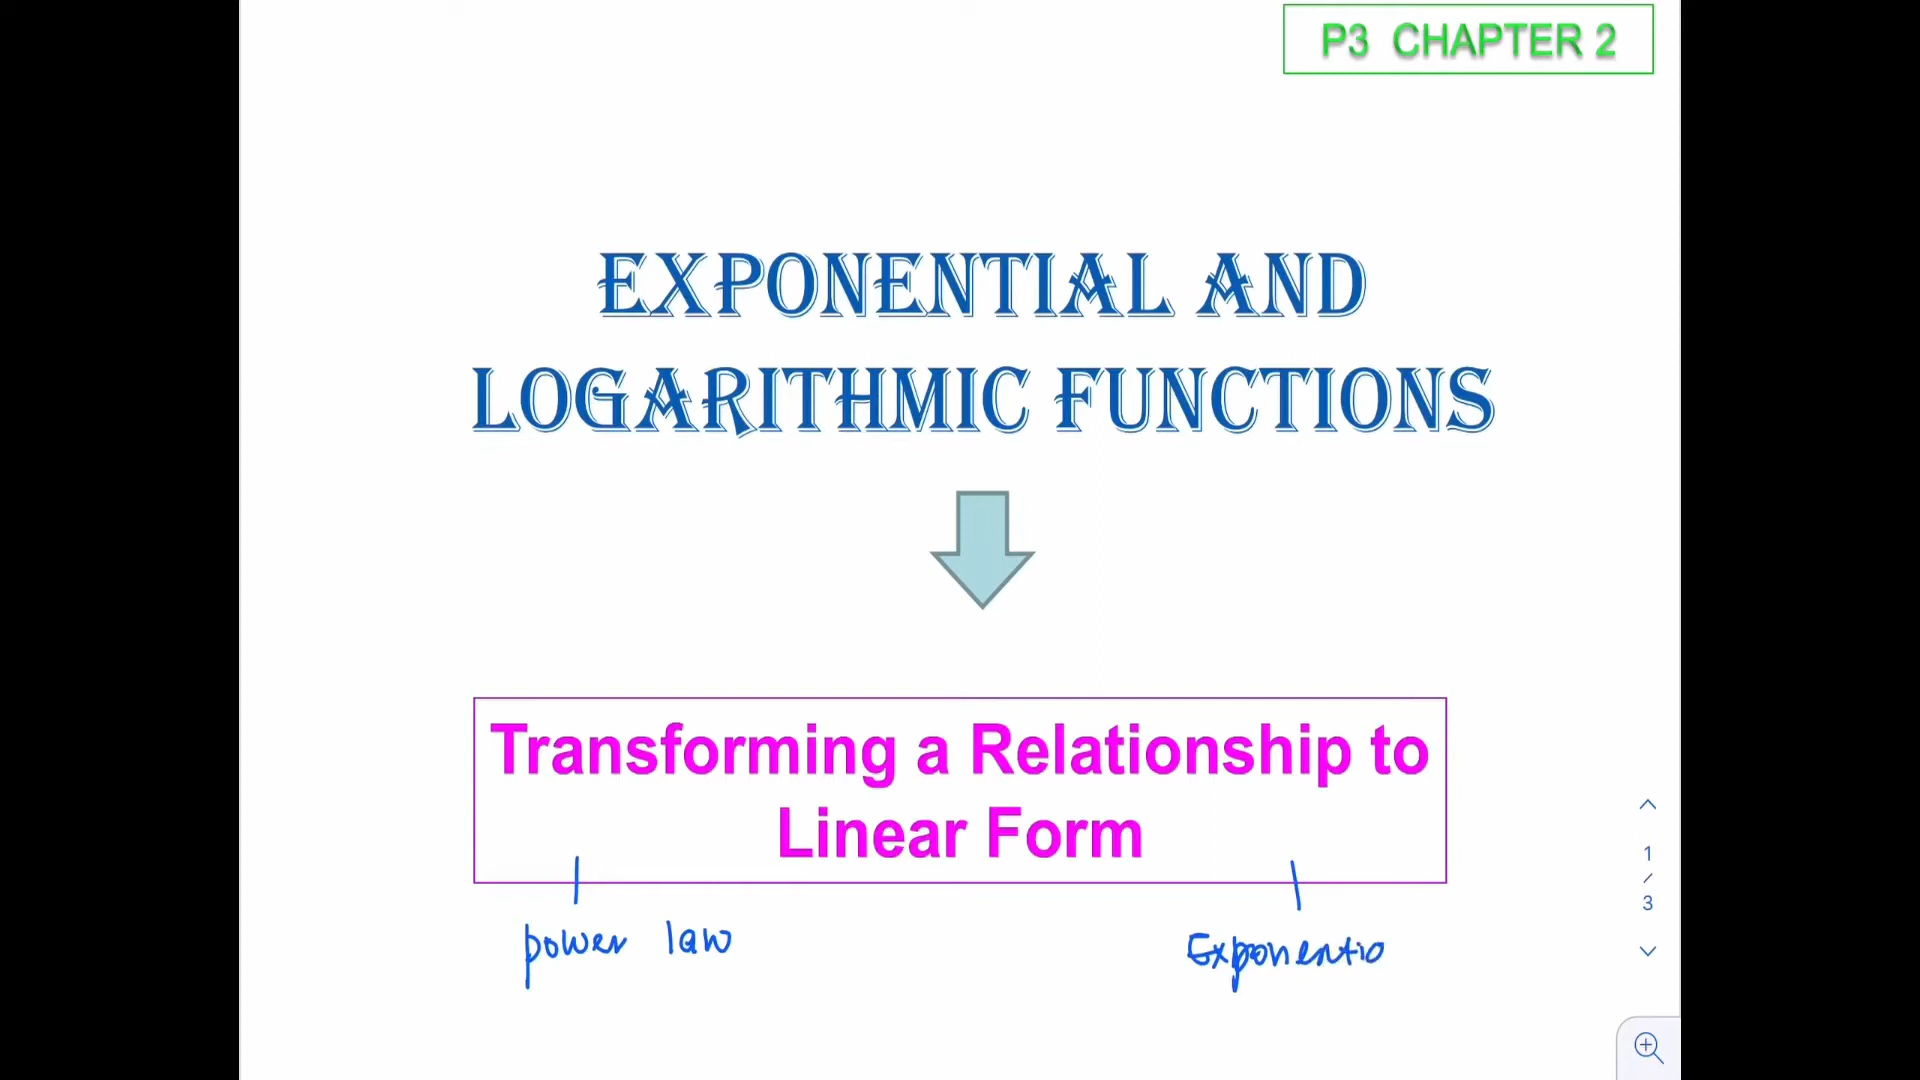 P3 CHAPTER 2
EXPONENTIAL AND
LOGARITHMIC FUNCTIONS
Transforming a Relationship to
Linear Form
power law
Exponentio
1
/
3